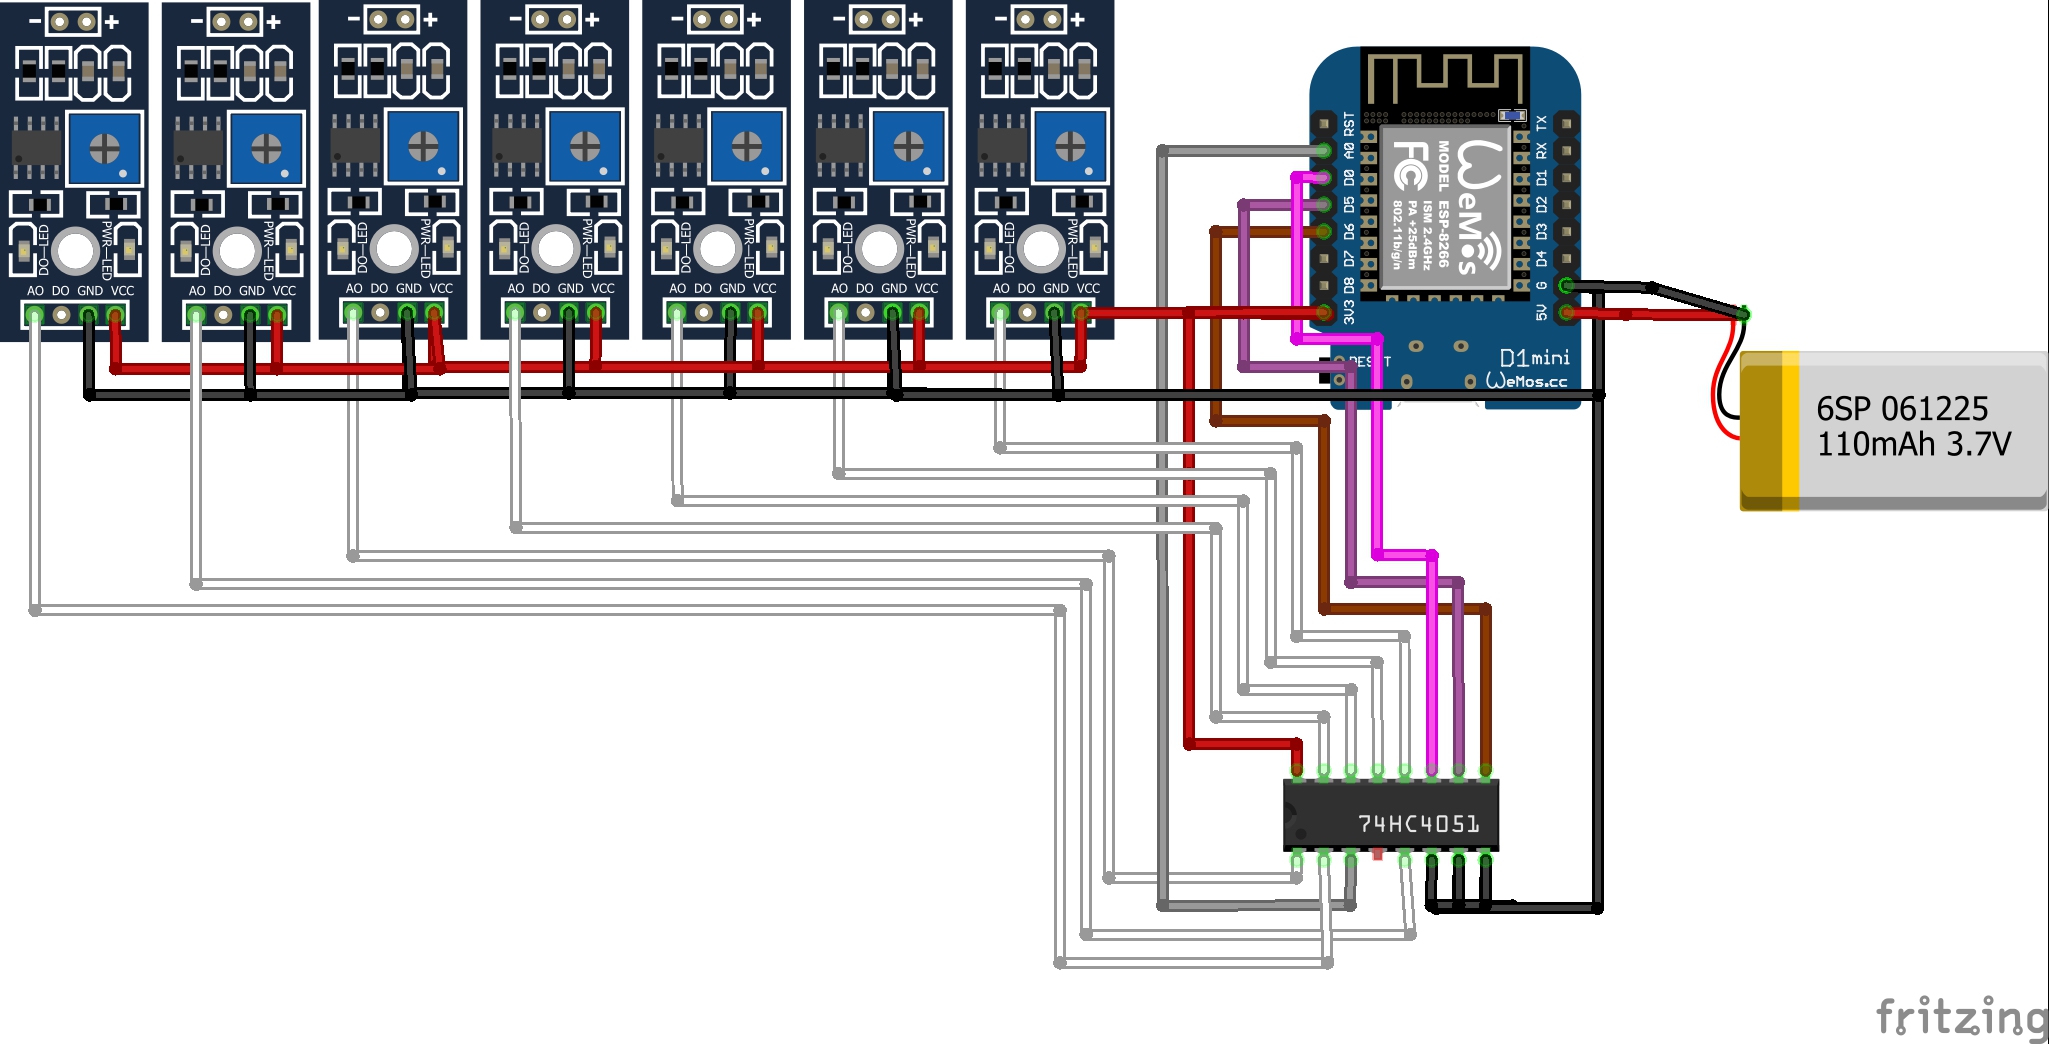 - +
- +
- +
- +
- +
- +
- +
DO-LED
PWR-LED
DO-LED
PWR-LED
DO-LED
PWR-LED
DO-LED
PWR-LED
DO-LED
PWR-LED
DO-LED
PWR-LED
DO-LED
PWR-LED
AO DO GND VCC
AO DO GND VCC
AO DO GND VCC
AO DO GND VCC
AO DO GND VCC
AO DO GND VCC
AO DO GND VCC
RST
A0
D0
D5
D6
D7
D8
3V3
TX
RX
D1
D2
D3
D4
G
5V
WeMos
MODEL ESP-8266
ISM 2.4GHz
PA +25dBm
802.11b/g/n
FC
RESET
D1mini
WeMos.cc
6SP 061225
110mAh 3.7V
74HC4051
fritzing